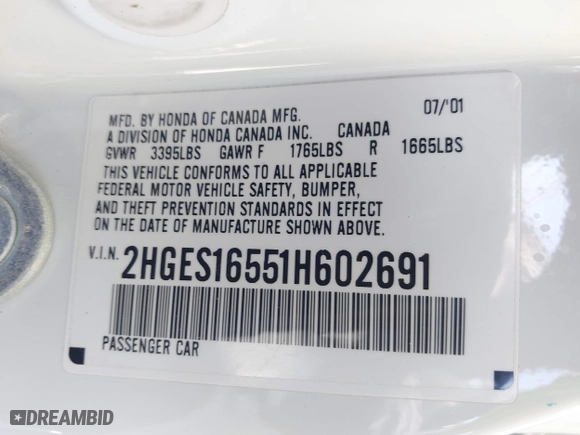 MFD. BY HONDA OF CANADA MFG. 07/'01
A DIVISION OF HONDA CANADA INC. CANADA
GVWR 3395LBS GAWR F 1765LBS R 1665LBS
THIS VEHICLE CONFORMS TO ALL APPLICABLE
FEDERAL MOTOR VEHICLE SAFETY, BUMPER,
AND THEFT PREVENTION STANDARDS IN EFFECT
ON THE DATE OF MANUFACTURE SHOWN ABOVE.
V.I.N. 2HGES16551H602691
PASSENGER CAR
DREAMBID